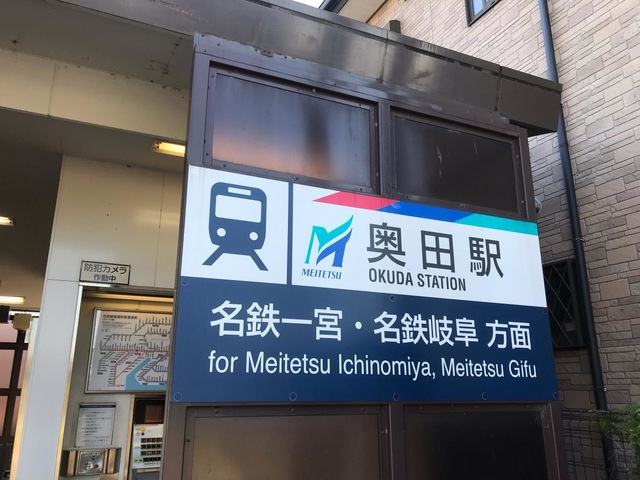 奥田駅
MEITETSU
OKUDA STATION
名鉄一宮・名鉄岐阜 方面
for Meitetsu Ichinomiya, Meitetsu Gifu
防犯カメラ
作動中